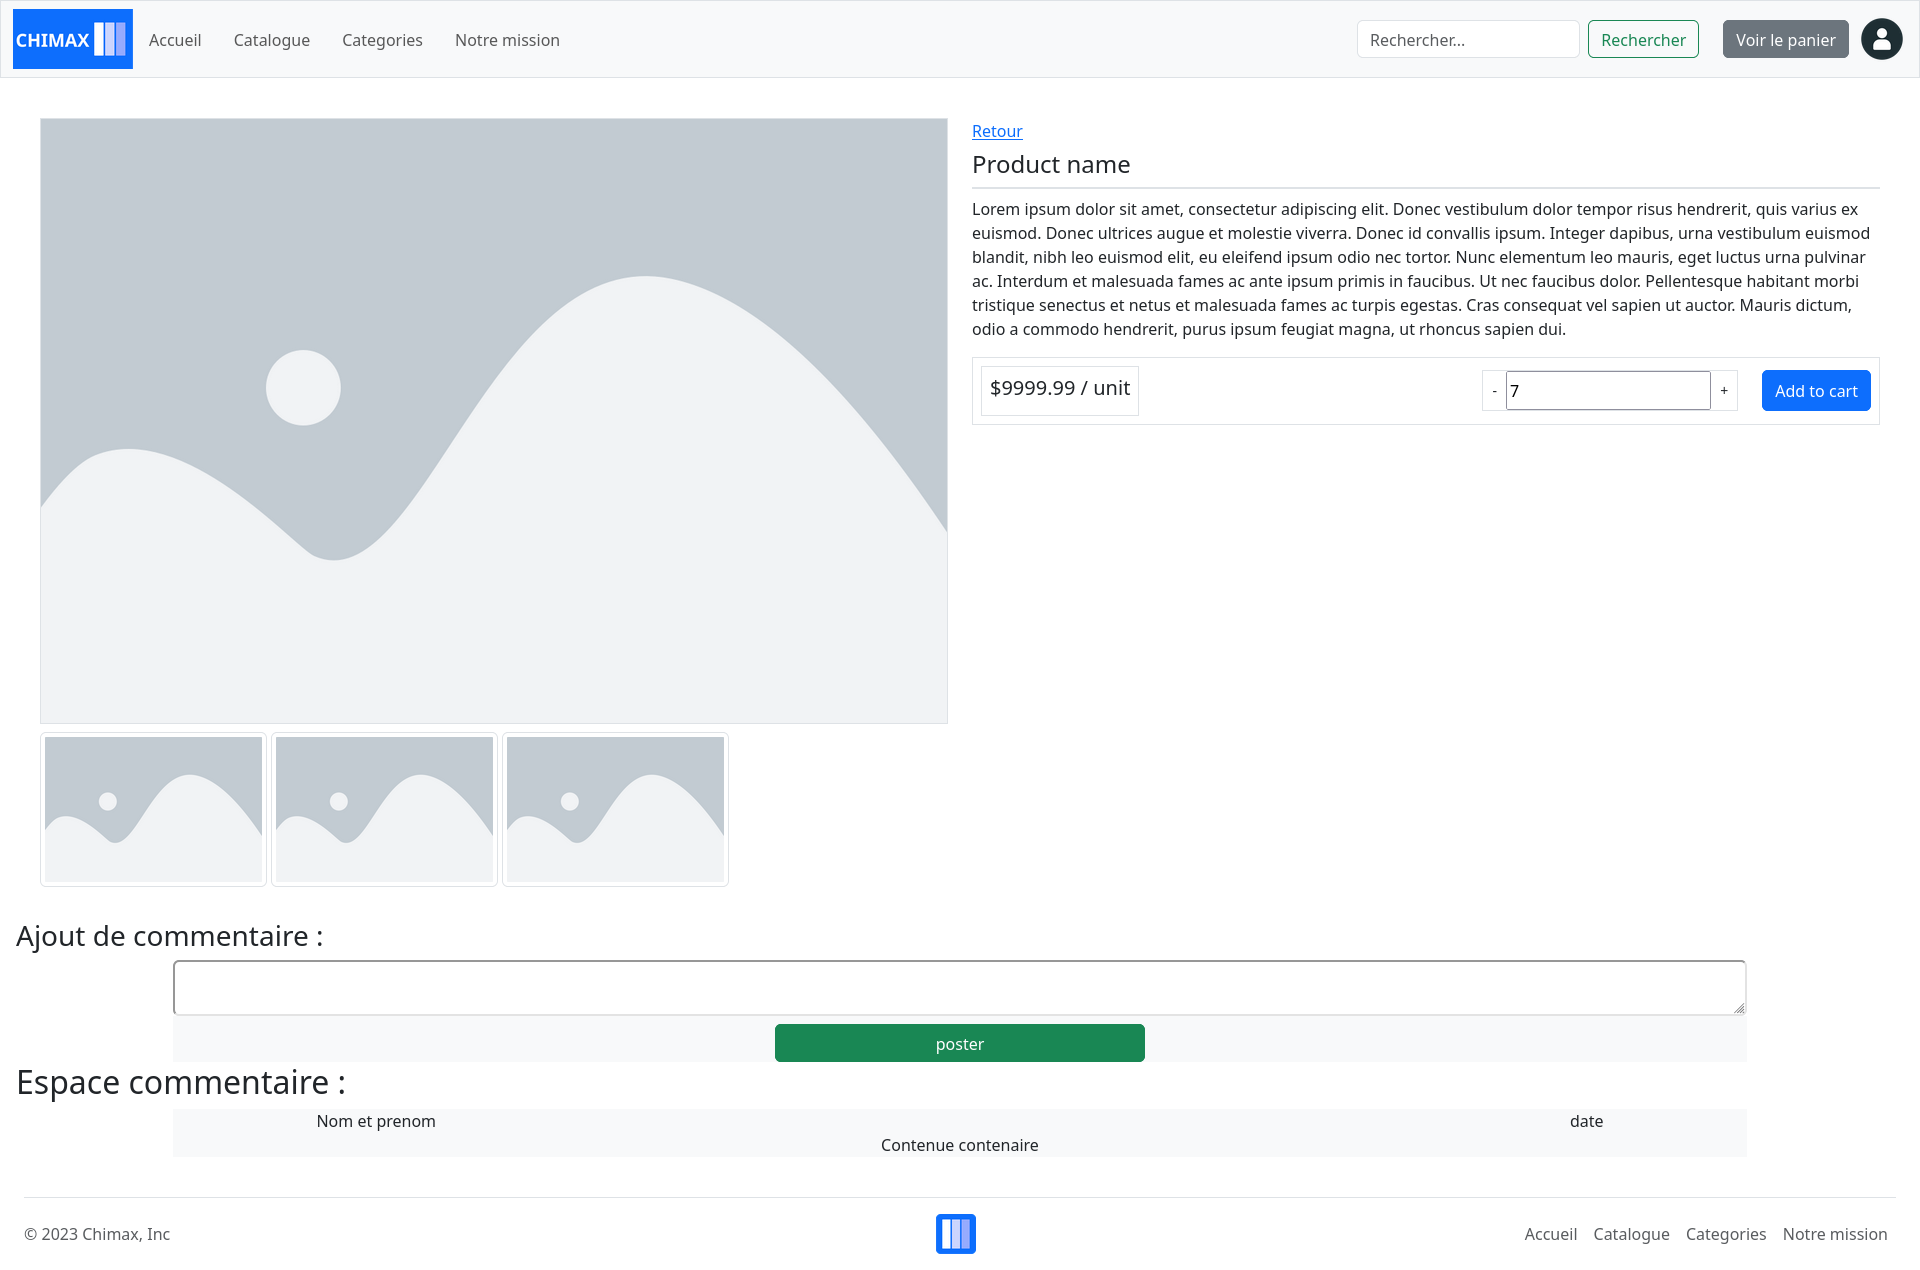 CHIMAX
Accueil Catalogue Categories Notre mission Rechercher... Rechercher Voir le panier
Retour
Product name
Lorem ipsum dolor sit amet, consectetur adipiscing elit. Donec vestibulum dolor tempor risus hendrerit, quis varius ex
euismod. Donec ultrices augue et molestie viverra. Donec id convallis ipsum. Integer dapibus, urna vestibulum euismod
blandit, nibh leo euismod elit, eu eleifend ipsum odio nec tortor. Nunc elementum leo mauris, eget luctus urna pulvinar
ac. Interdum et malesuada fames ac ante ipsum primis in faucibus. Ut nec faucibus dolor. Pellentesque habitant morbi
tristique senectus et netus et malesuada fames ac turpis egestas. Cras consequat vel sapien ut auctor. Mauris dictum,
odio a commodo hendrerit, purus ipsum feugiat magna, ut rhoncus sapien dui.
$9999.99 / unit - 7 + Add to cart
Ajout de commentaire :
poster
Espace commentaire :
Nom et prenom date
Contenue contenaire
© 2023 Chimax, Inc Accueil Catalogue Categories Notre mission